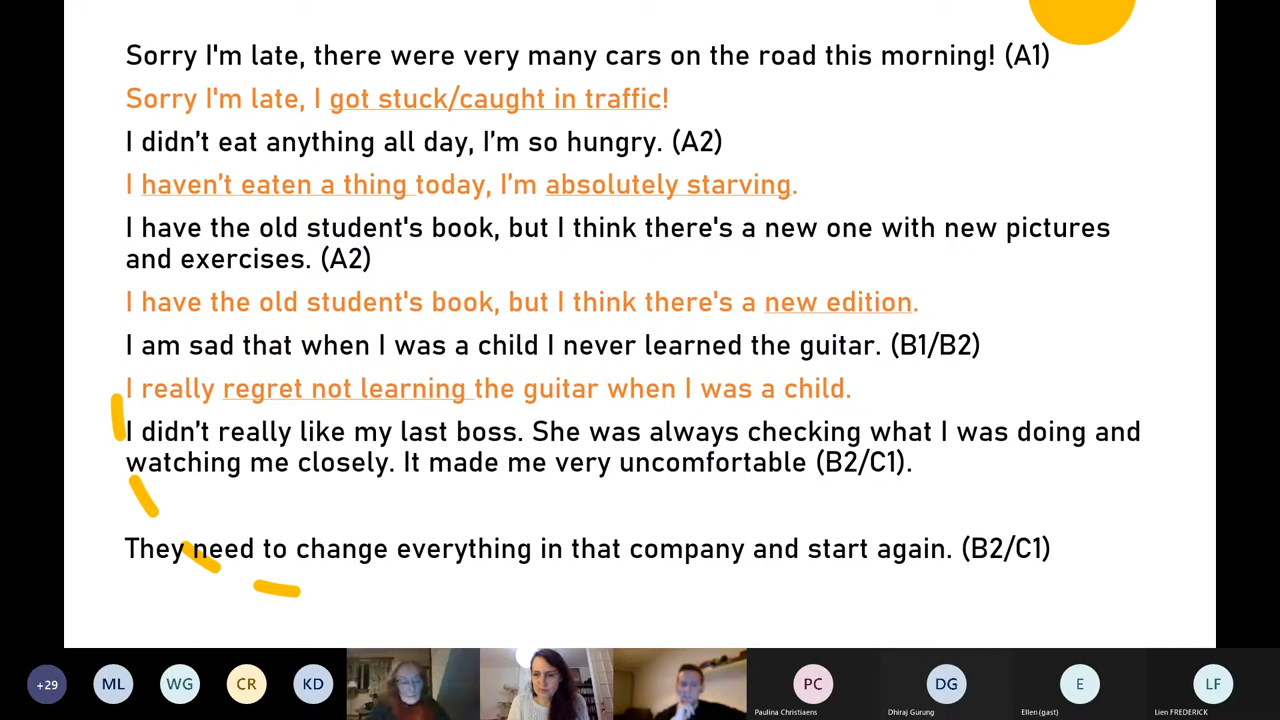 Sorry I'm late, there were very many cars on the road this morning! (A1)
Sorry I'm late, I got stuck/caught in traffic!
I didn’t eat anything all day, I’m so hungry. (A2)
I haven’t eaten a thing today, I’m absolutely starving.
I have the old student's book, but I think there's a new one with new pictures
and exercises. (A2)
I have the old student's book, but I think there's a new edition.
I am sad that when I was a child I never learned the guitar. (B1/B2)
I really regret not learning the guitar when I was a child.
I didn’t really like my last boss. She was always checking what I was doing and
watching me closely. It made me very uncomfortable (B2/C1).
They need to change everything in that company and start again. (B2/C1)
+29 ML WG CR KD PC DG E LF
Paulina Christiaens Dhiraj Gurung Ellen (gast) Lien FREDERICK